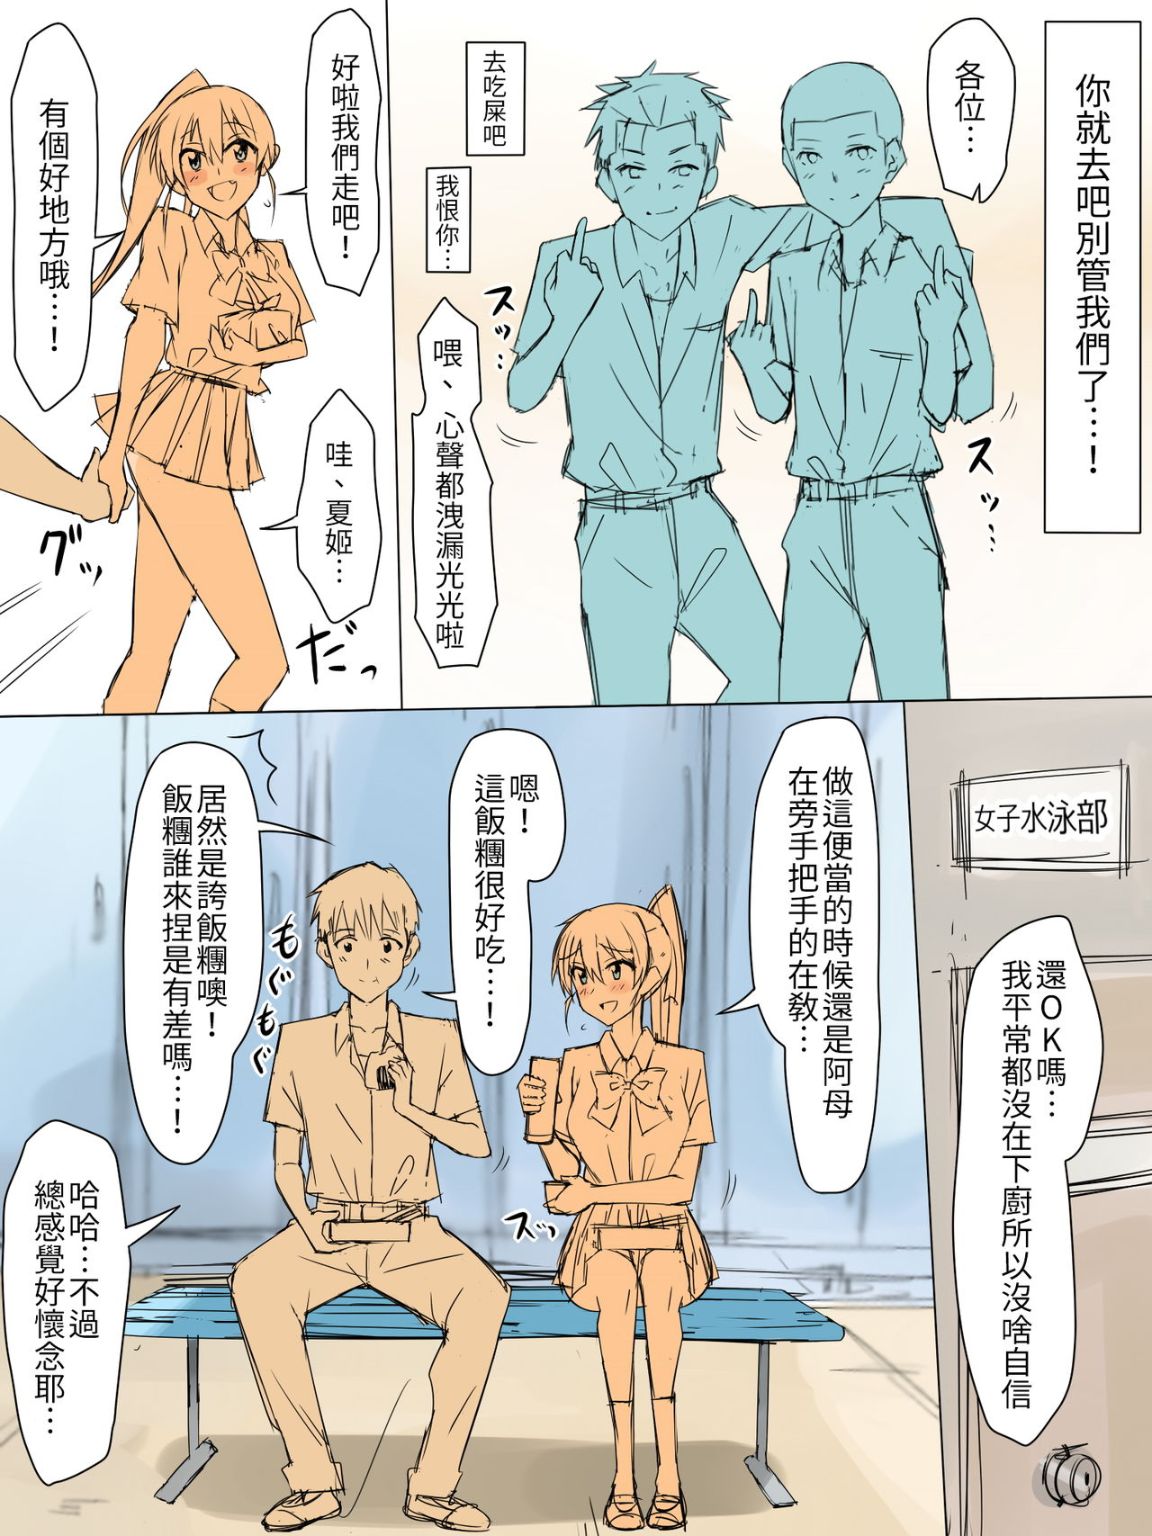 你就去吧別管我們了…！
各位…
去吃屎吧
我恨你…
スッ…
スッ…
喂、心聲都洩漏光光啦
好啦我們走吧！
有個好地方哦…！
哇、夏姬…
グッ
だっ
女子水泳部
還OK嗎…
我平常都沒在下廚所以沒啥自信
做這便當的時候還是阿母
在旁手把手的在教…
嗯！
這飯糰很好吃…！
居然是誇飯糰噢！
飯糰誰來捏是有差嗎…！
もぐもぐ
ズッ
哈哈…不過
總感覺好懷念耶…